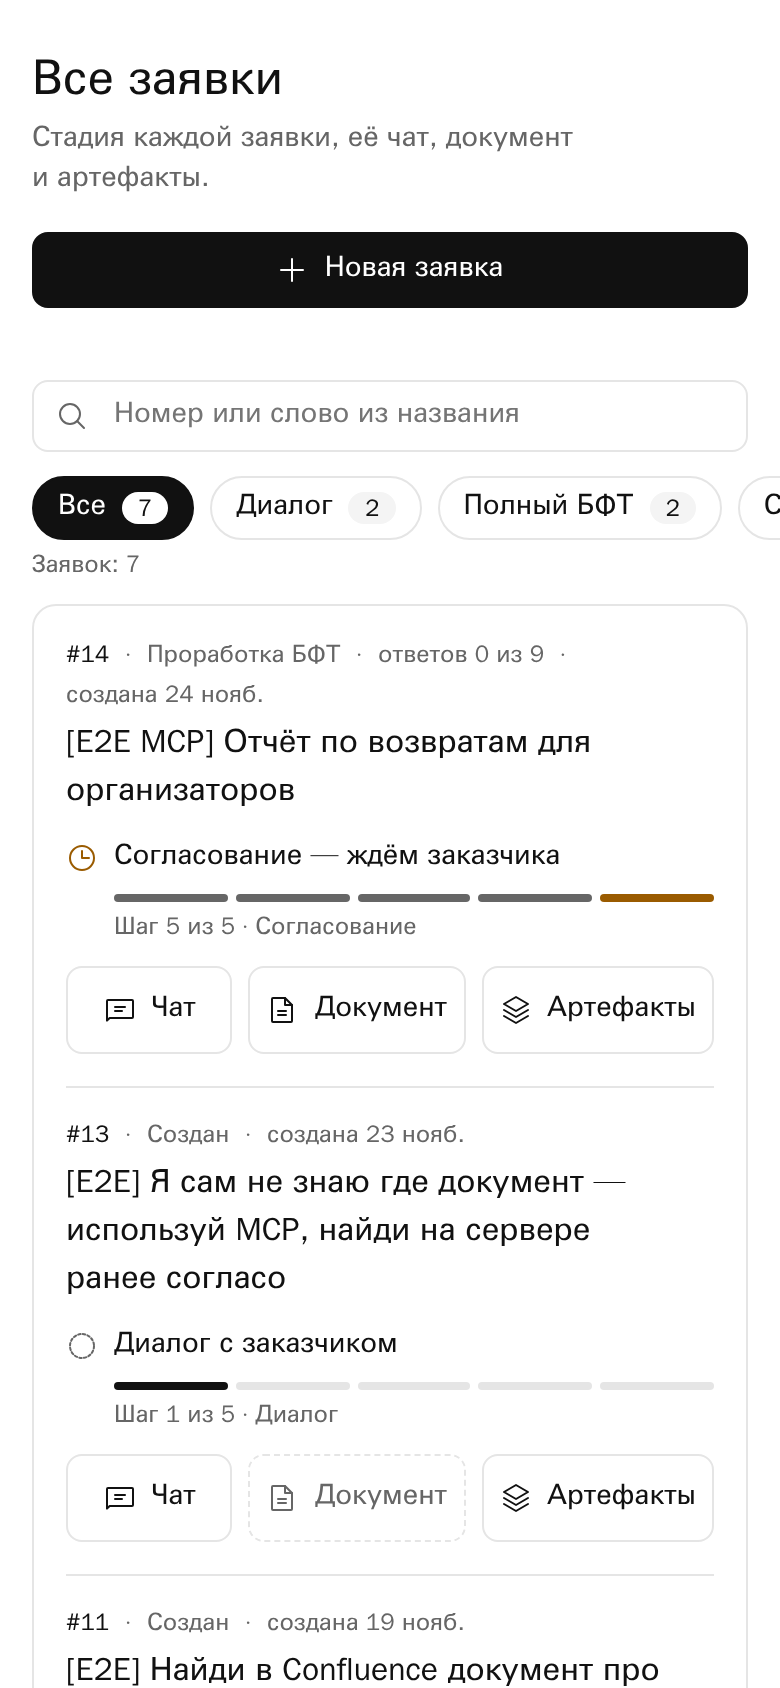 Все заявки
Стадия каждой заявки, её чат, документ
и артефакты.
Новая заявка
Номер или слово из названия
Все 7 Диалог 2 Полный БФТ 2 С
Заявок: 7
#14 · Проработка БФТ · ответов 0 из 9 ·
создана 24 нояб.
[E2E MCP] Отчёт по возвратам для
организаторов
Согласование — ждём заказчика
Шаг 5 из 5 · Согласование
Чат Документ Артефакты
#13 · Создан · создана 23 нояб.
[E2E] Я сам не знаю где документ —
используй MCP, найди на сервере
ранее согласо
Диалог с заказчиком
Шаг 1 из 5 · Диалог
Чат Документ Артефакты
#11 · Создан · создана 19 нояб.
[E2E] Найди в Confluence документ про